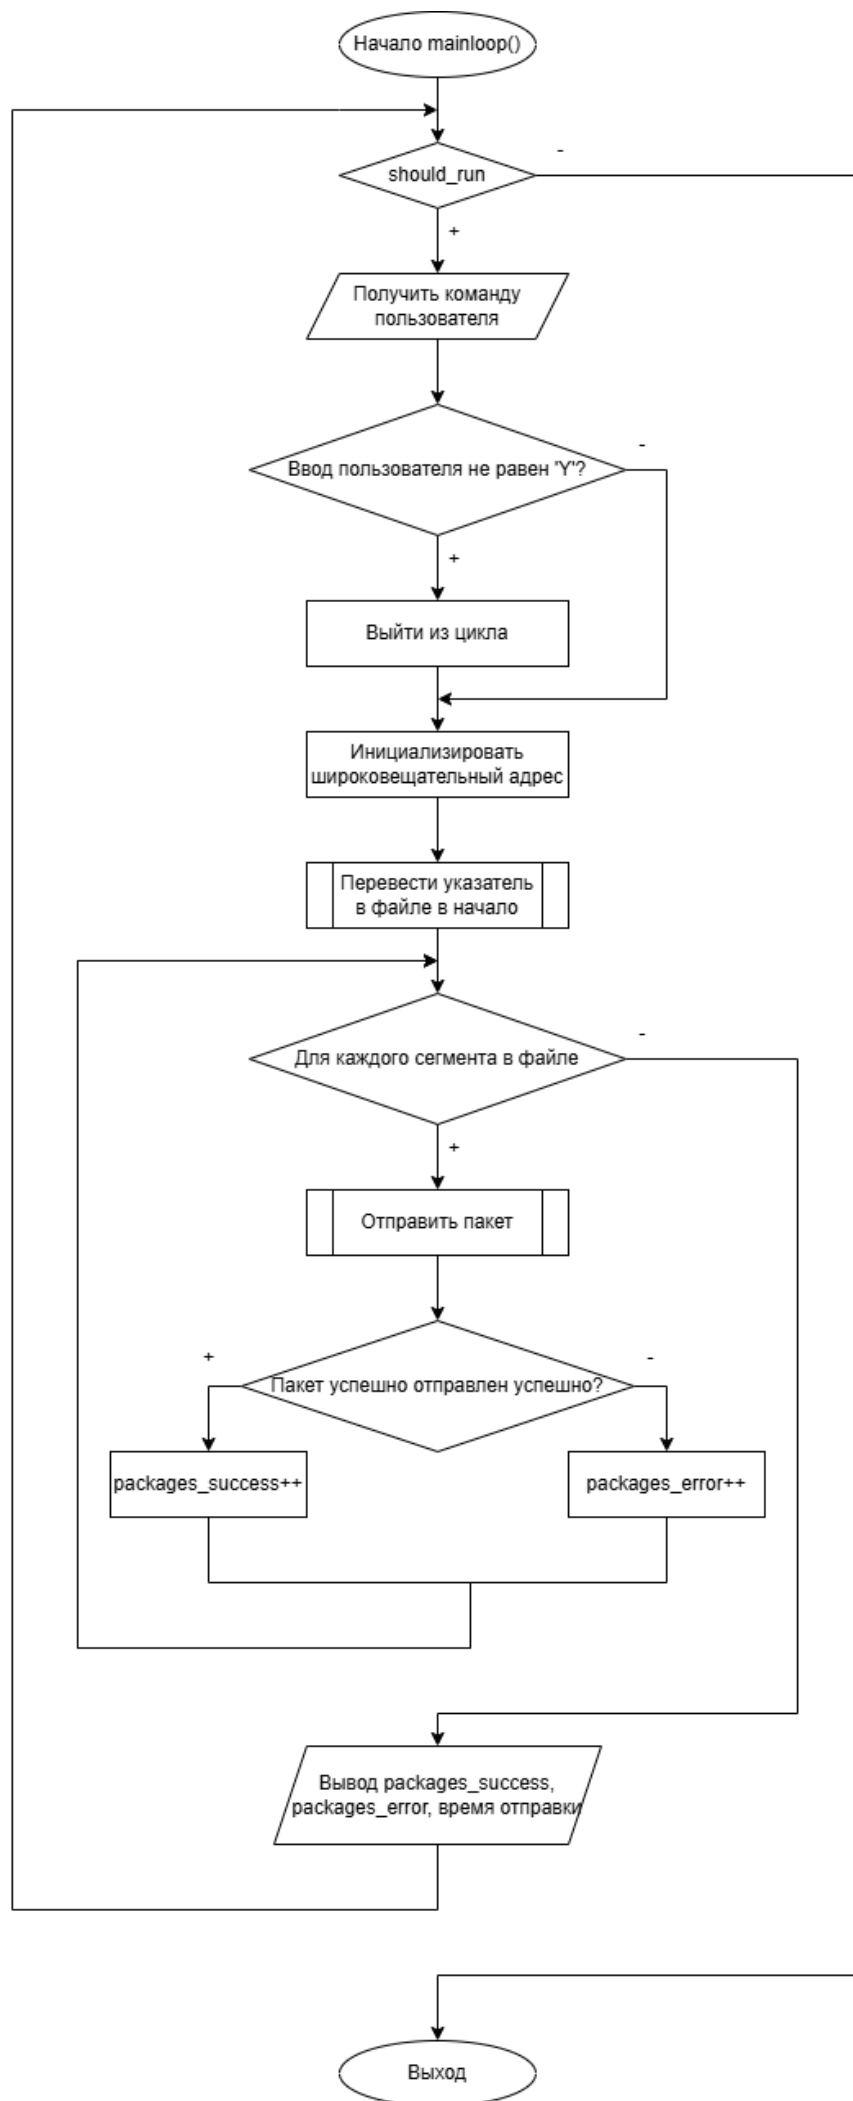 Начало mainloop()
-
should_run
+
Получить команду
пользователя
-
Ввод пользователя не равен 'Y'?
+
Выйти из цикла
Инициализировать
широковещательный адрес
Перевести указатель
в файле в начало
-
Для каждого сегмента в файле
+
Отправить пакет
+
-
Пакет успешно отправлен успешно?
packages_success++
packages_error++
Вывод packages_success,
packages_error, время отправки
Выход